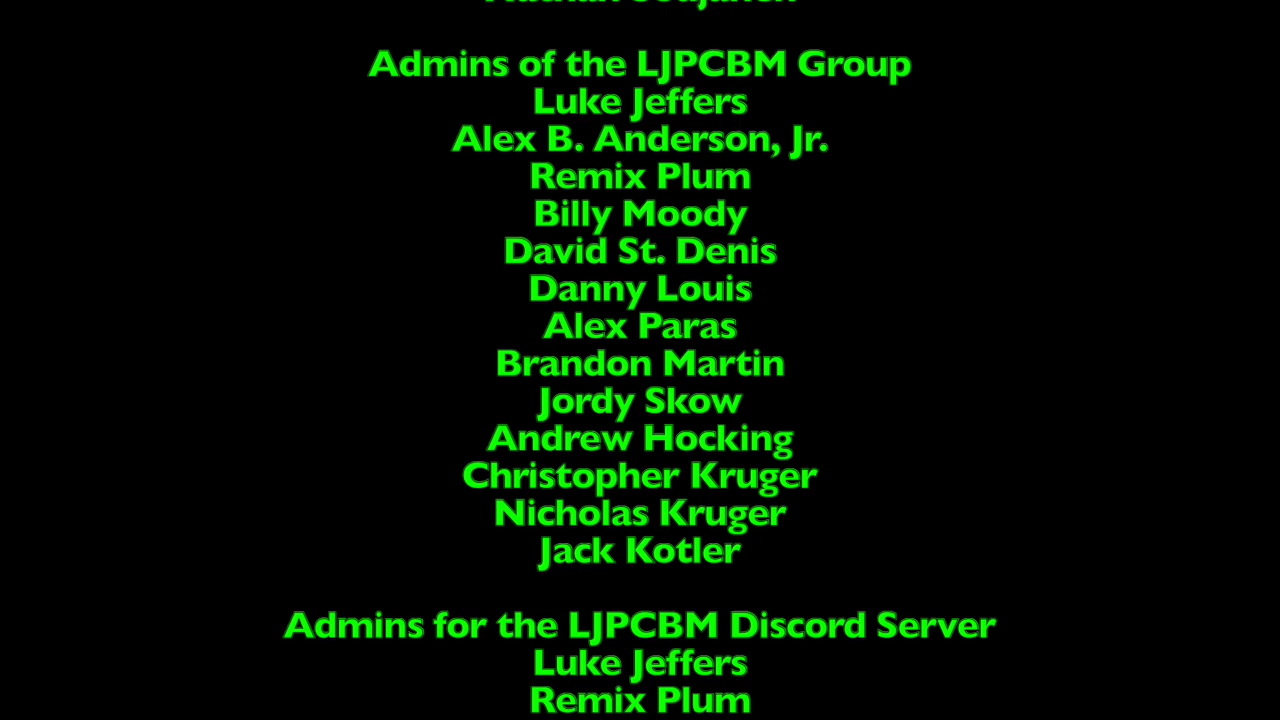 Admins of the LJPCBM Group
Luke Jeffers
Alex B. Anderson, Jr.
Remix Plum
Billy Moody
David St. Denis
Danny Louis
Alex Paras
Brandon Martin
Jordy Skow
Andrew Hocking
Christopher Kruger
Nicholas Kruger
Jack Kotler
Admins for the LJPCBM Discord Server
Luke Jeffers
Remix Plum